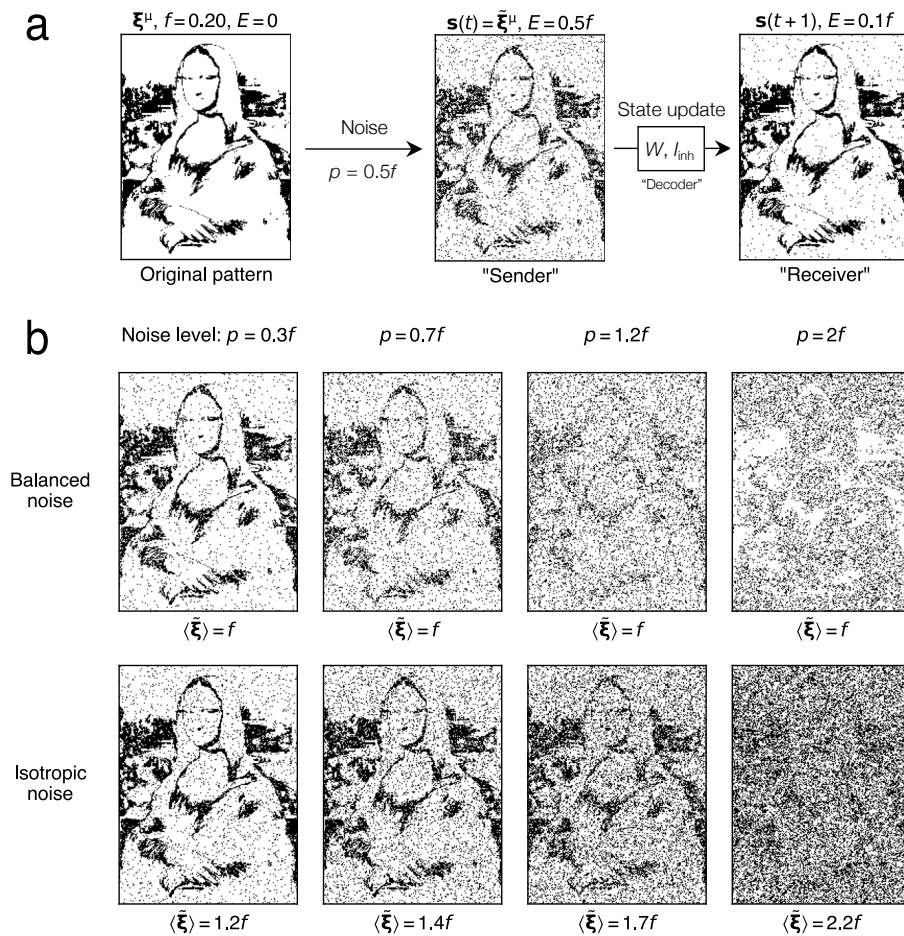 a
ξ^μ, f = 0.20, E = 0
s(t) = ξ̃^μ, E = 0.5f
s(t + 1), E = 0.1f
Noise
p = 0.5f
State update
W, I_inh
"Decoder"
Original pattern
"Sender"
"Receiver"
b
Noise level: p = 0.3f
p = 0.7f
p = 1.2f
p = 2f
Balanced
noise
⟨ξ̃⟩ = f
⟨ξ̃⟩ = f
⟨ξ̃⟩ = f
⟨ξ̃⟩ = f
Isotropic
noise
⟨ξ̃⟩ = 1.2f
⟨ξ̃⟩ = 1.4f
⟨ξ̃⟩ = 1.7f
⟨ξ̃⟩ = 2.2f